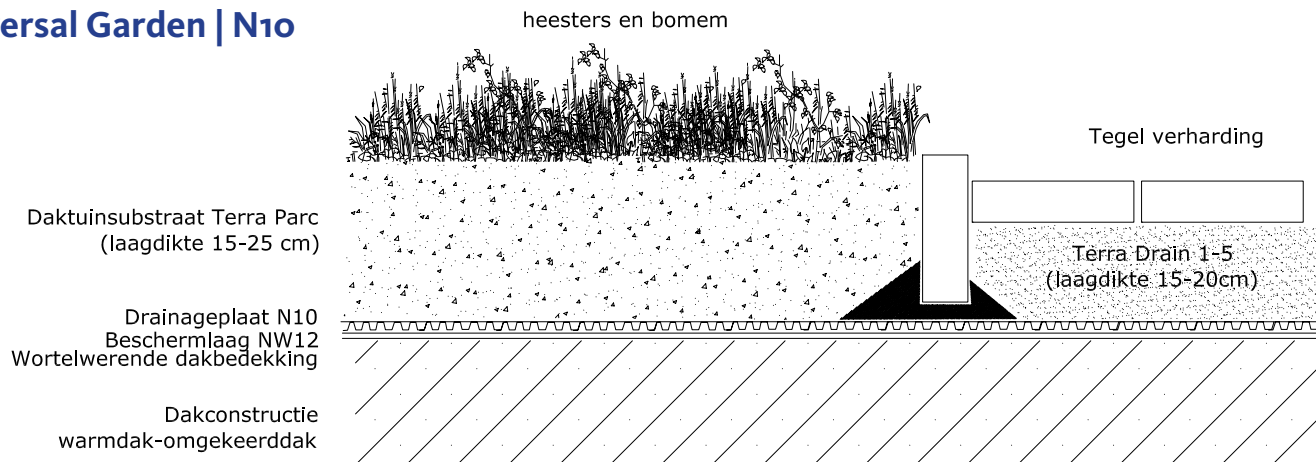 ersal Garden | N10
heesters en bomem
Tegel verharding
Daktuinsubstraat Terra Parc
(laagdikte 15-25 cm)
Terra Drain 1-5
(laagdikte 15-20cm)
Drainageplaat N10
Beschermlaag NW12
Wortelwerende dakbedekking
Dakconstructie
warmdak-omgekeerddak